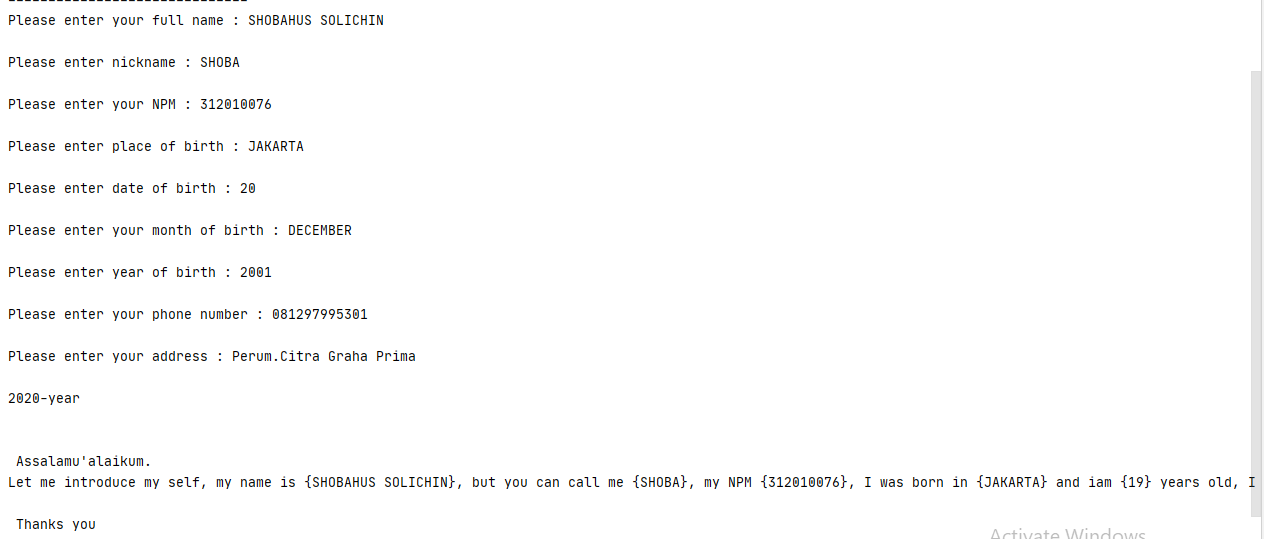 Please enter your full name : SHOBAHUS SOLICHIN
Please enter nickname : SHOBA
Please enter your NPM : 312010076
Please enter place of birth : JAKARTA
Please enter date of birth : 20
Please enter your month of birth : DECEMBER
Please enter year of birth : 2001
Please enter your phone number : 081297995301
Please enter your address : Perum.Citra Graha Prima
2020-year
Assalamu'alaikum.
Let me introduce my self, my name is {SHOBAHUS SOLICHIN}, but you can call me {SHOBA}, my NPM {312010076}, I was born in {JAKARTA} and iam {19} years old, I
Thanks you
Activate Windows